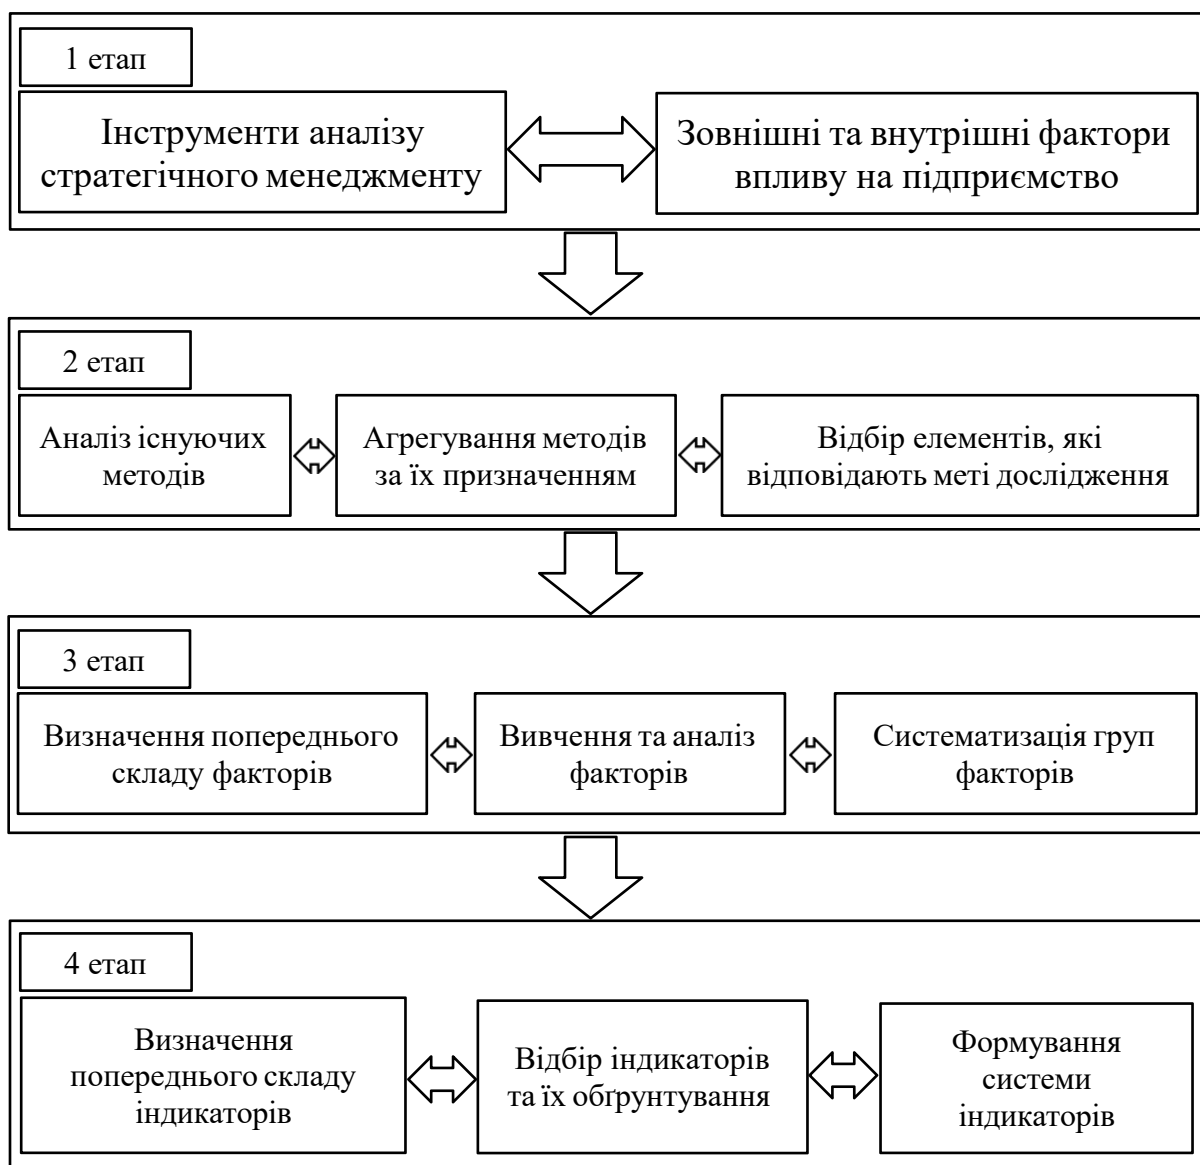 1 етап
Інструменти аналізу
стратегічного менеджменту
Зовнішні та внутрішні фактори
впливу на підприємство
2 етап
Аналіз існуючих
методів
Агрегування методів
за їх призначенням
Відбір елементів, які
відповідають меті дослідження
3 етап
Визначення попереднього
складу факторів
Вивчення та аналіз
факторів
Систематизація груп
факторів
4 етап
Визначення
попереднього складу
індикаторів
Відбір індикаторів
та їх обґрунтування
Формування
системи
індикаторів